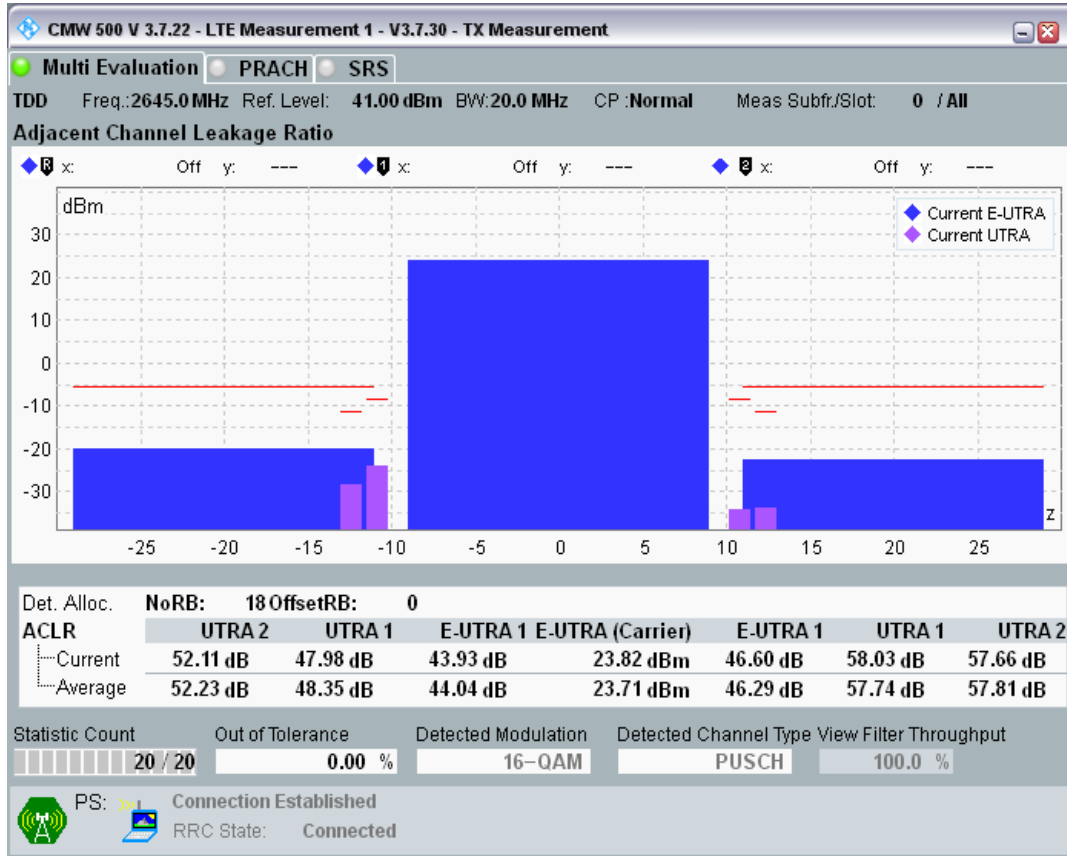 CMW 500 V 3.7.22 - LTE Measurement 1 - V3.7.30 - TX Measurement
Multi Evaluation PRACH SRS
TDD Freq.:2645.0 MHz Ref. Level: 41.00 dBm BW:20.0 MHz CP :Normal Meas Subfr./Slot: 0 / All
Adjacent Channel Leakage Ratio
R x: Off y: --- 1 x: Off y: --- 2 x: Off y: ---
dBm
Current E-UTRA
Current UTRA
30
20
10
0
-10
-20
-30
z
-25 -20 -15 -10 -5 0 5 10 15 20 25
Det. Alloc. NoRB: 18 OffsetRB: 0
ACLR UTRA 2 UTRA 1 E-UTRA 1 E-UTRA (Carrier) E-UTRA 1 UTRA 1 UTRA 2
Current 52.11 dB 47.98 dB 43.93 dB 23.82 dBm 46.60 dB 58.03 dB 57.66 dB
Average 52.23 dB 48.35 dB 44.04 dB 23.71 dBm 46.29 dB 57.74 dB 57.81 dB
Statistic Count Out of Tolerance Detected Modulation Detected Channel Type View Filter Throughput
20 / 20 0.00 % 16-QAM PUSCH 100.0 %
PS: Connection Established
RRC State: Connected